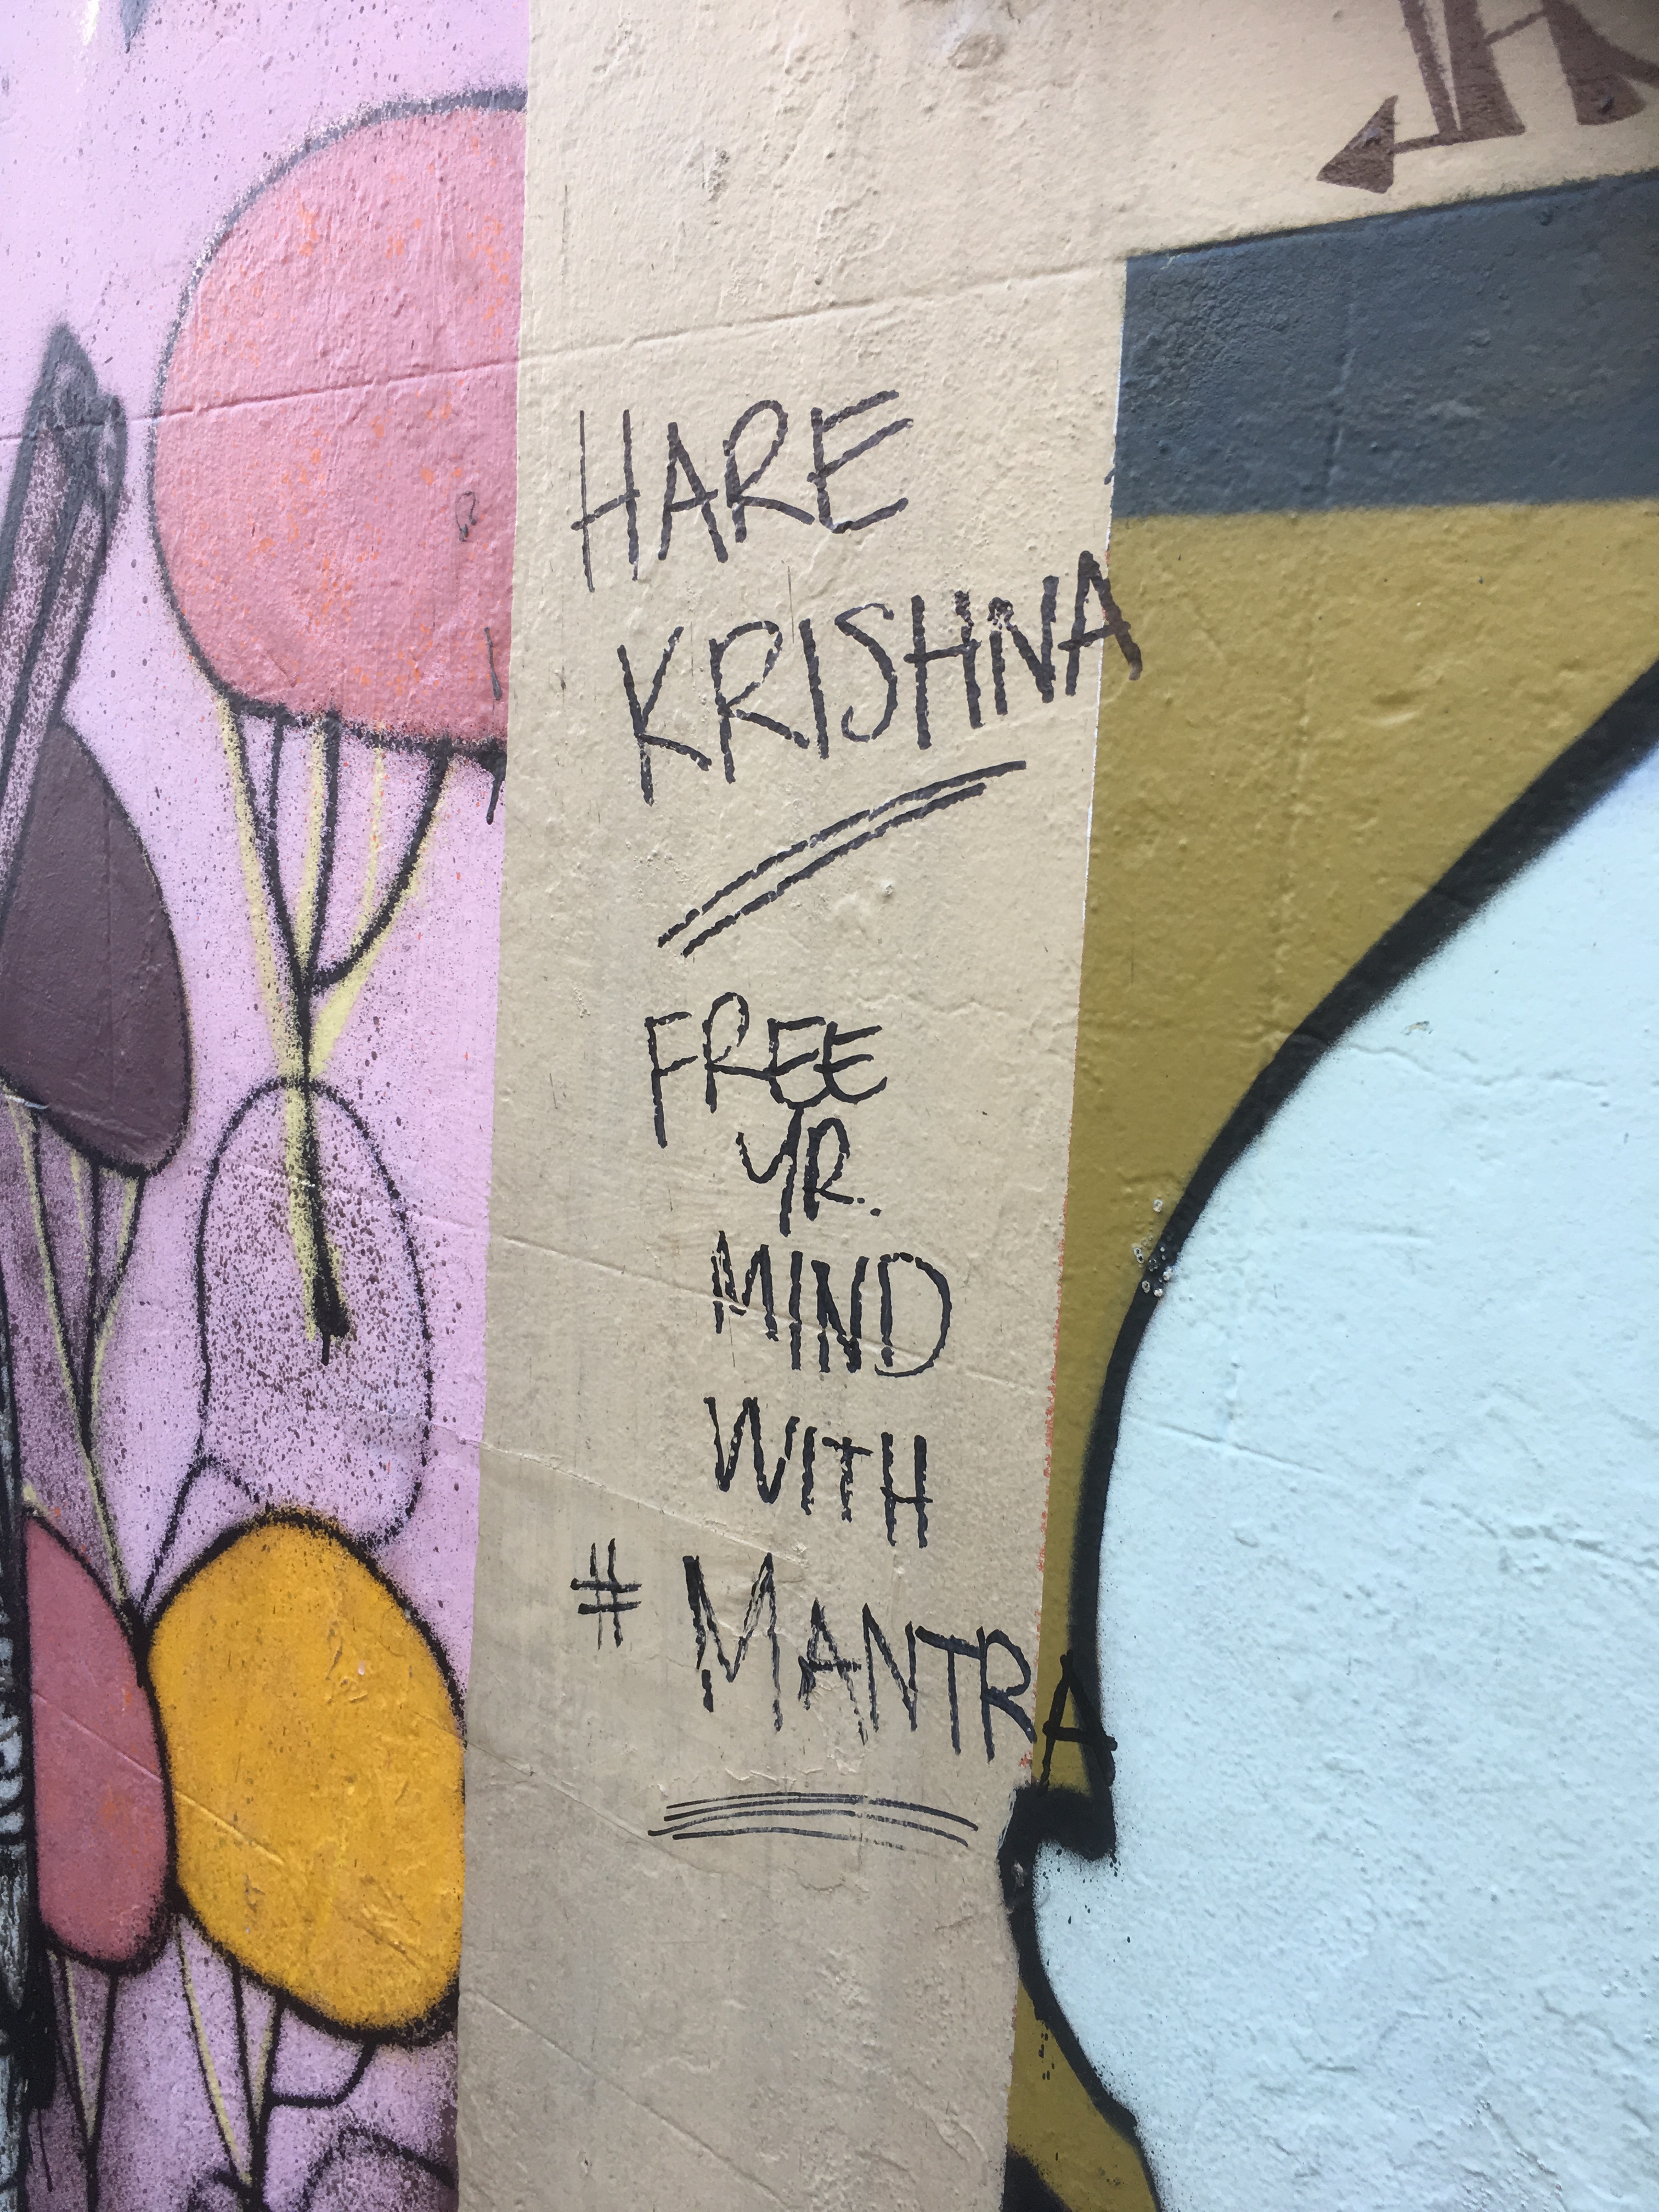 HARE
KRISHNA
FREE
YR.
MIND
WITH
# MANTRA